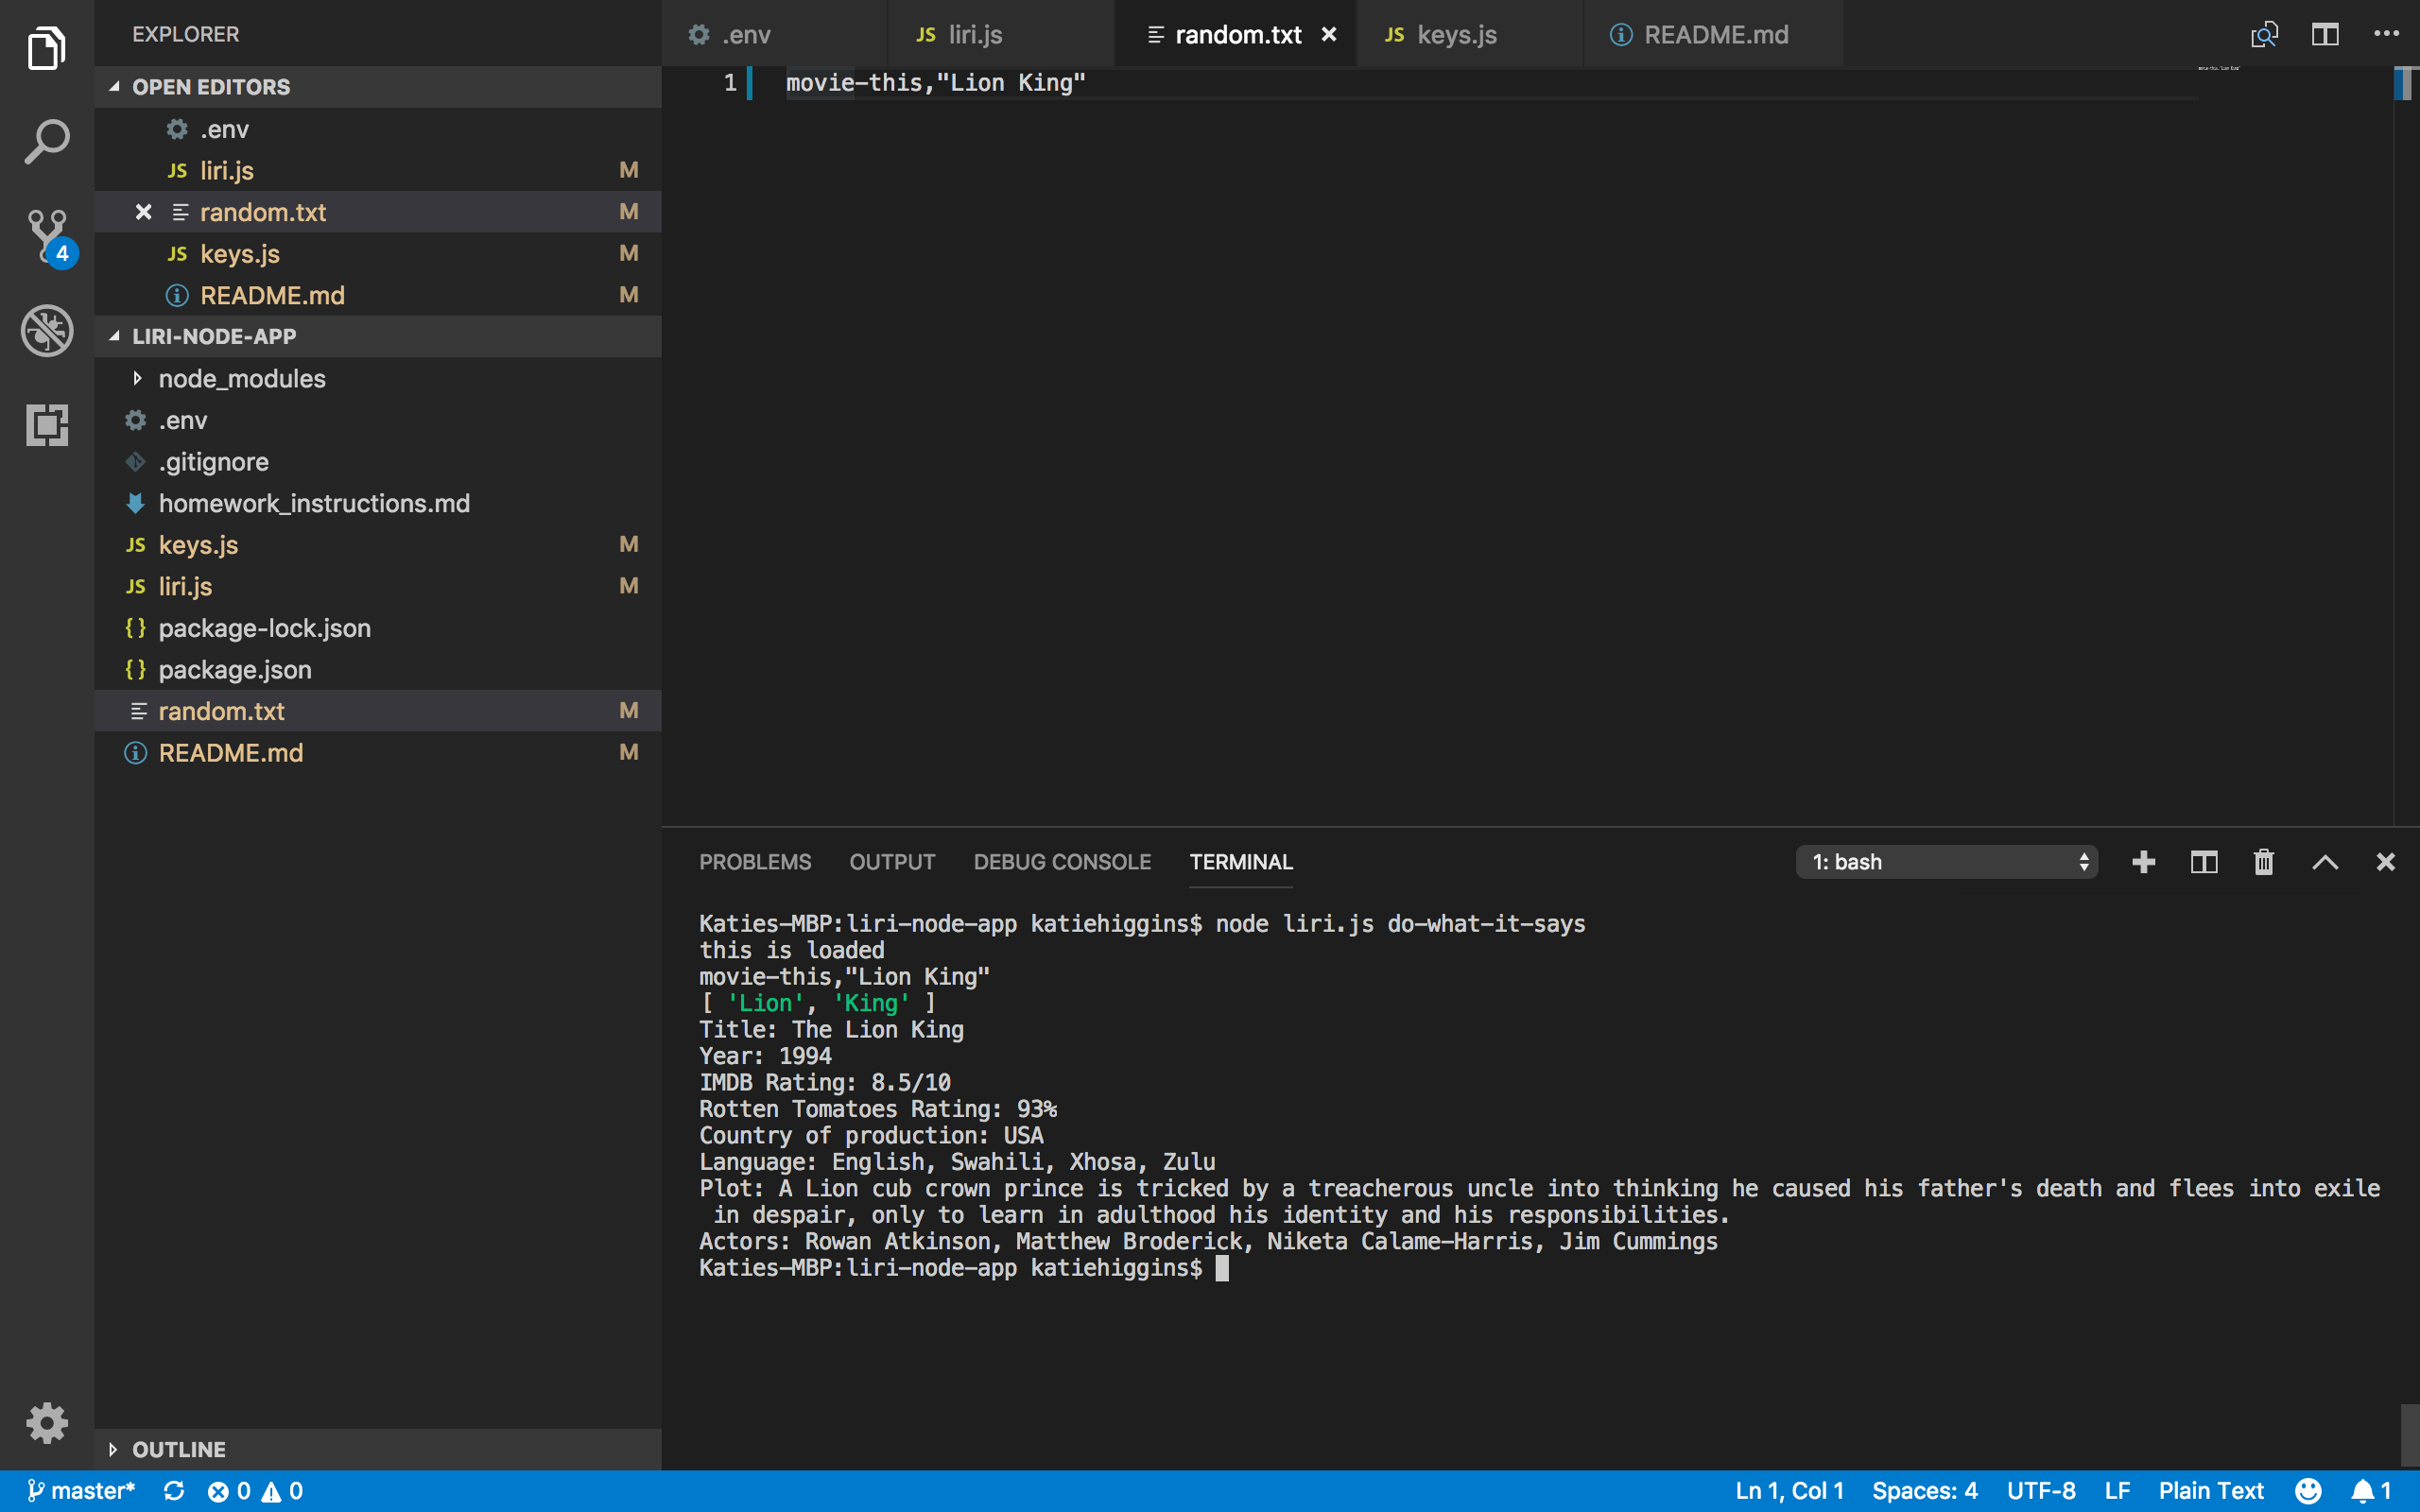 EXPLORER
OPEN EDITORS
.env
JS liri.js M
random.txt M
JS keys.js M
README.md M
4
LIRI-NODE-APP
node_modules
.env
.gitignore
homework_instructions.md
JS keys.js M
JS liri.js M
{} package-lock.json
{} package.json
random.txt M
README.md M
OUTLINE
.env JS liri.js random.txt JS keys.js README.md
1 movie-this,"Lion King"
PROBLEMS OUTPUT DEBUG CONSOLE TERMINAL 1: bash
Katies-MBP:liri-node-app katiehiggins$ node liri.js do-what-it-says
this is loaded
movie-this,"Lion King"
[ 'Lion', 'King' ]
Title: The Lion King
Year: 1994
IMDB Rating: 8.5/10
Rotten Tomatoes Rating: 93%
Country of production: USA
Language: English, Swahili, Xhosa, Zulu
Plot: A Lion cub crown prince is tricked by a treacherous uncle into thinking he caused his father's death and flees into exile
in despair, only to learn in adulthood his identity and his responsibilities.
Actors: Rowan Atkinson, Matthew Broderick, Niketa Calame-Harris, Jim Cummings
Katies-MBP:liri-node-app katiehiggins$
master* 0 0 Ln 1, Col 1 Spaces: 4 UTF-8 LF Plain Text 1